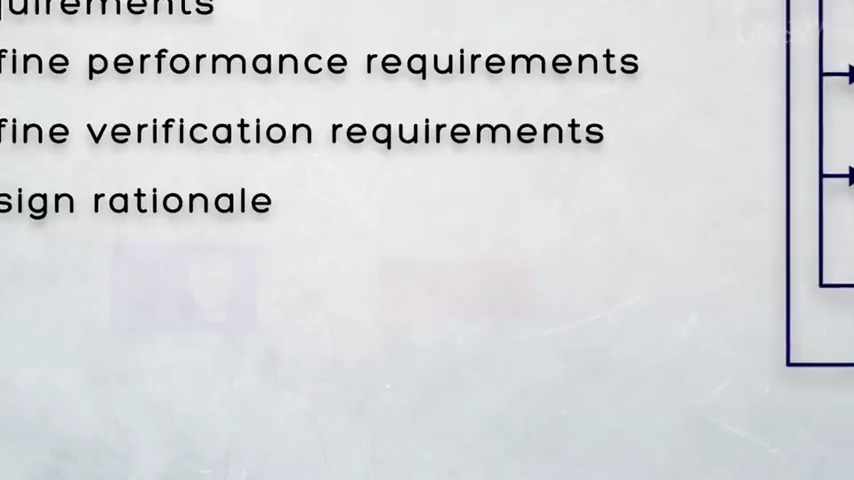 quirements
fine performance requirements
fine verification requirements
sign rationale